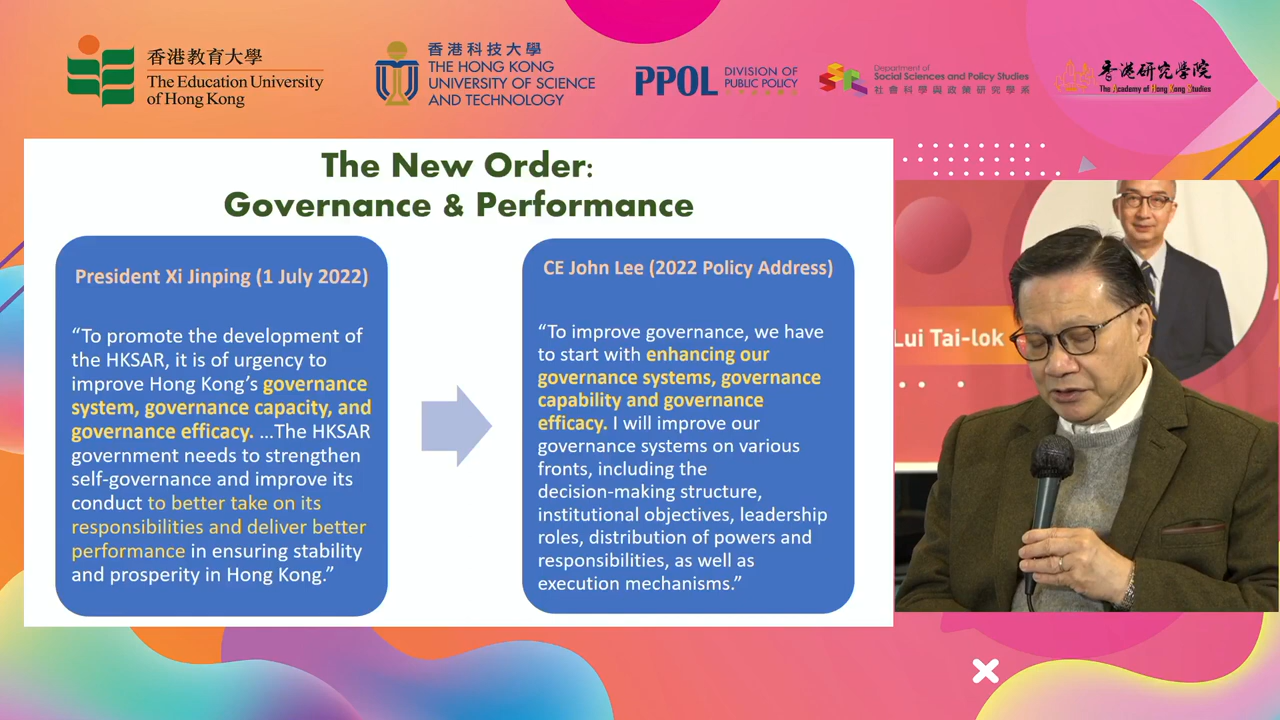 香港教育大學
The Education University
of Hong Kong
香港科技大學
THE HONG KONG
UNIVERSITY OF SCIENCE
AND TECHNOLOGY
PPOL
DIVISION OF
PUBLIC POLICY
Department of
Social Sciences and Policy Studies
社會科學與政策研究學系
香港研究學院
The Academy of Hong Kong Studies
The New Order:
Governance & Performance
President Xi Jinping (1 July 2022)
“To promote the development of
the HKSAR, it is of urgency to
improve Hong Kong’s governance
system, governance capacity, and
governance efficacy. …The HKSAR
government needs to strengthen
self-governance and improve its
conduct to better take on its
responsibilities and deliver better
performance in ensuring stability
and prosperity in Hong Kong.”
CE John Lee (2022 Policy Address)
“To improve governance, we have
to start with enhancing our
governance systems, governance
capability and governance
efficacy. I will improve our
governance systems on various
fronts, including the
decision-making structure,
institutional objectives, leadership
roles, distribution of powers and
responsibilities, as well as
execution mechanisms.”
Lui Tai-lok